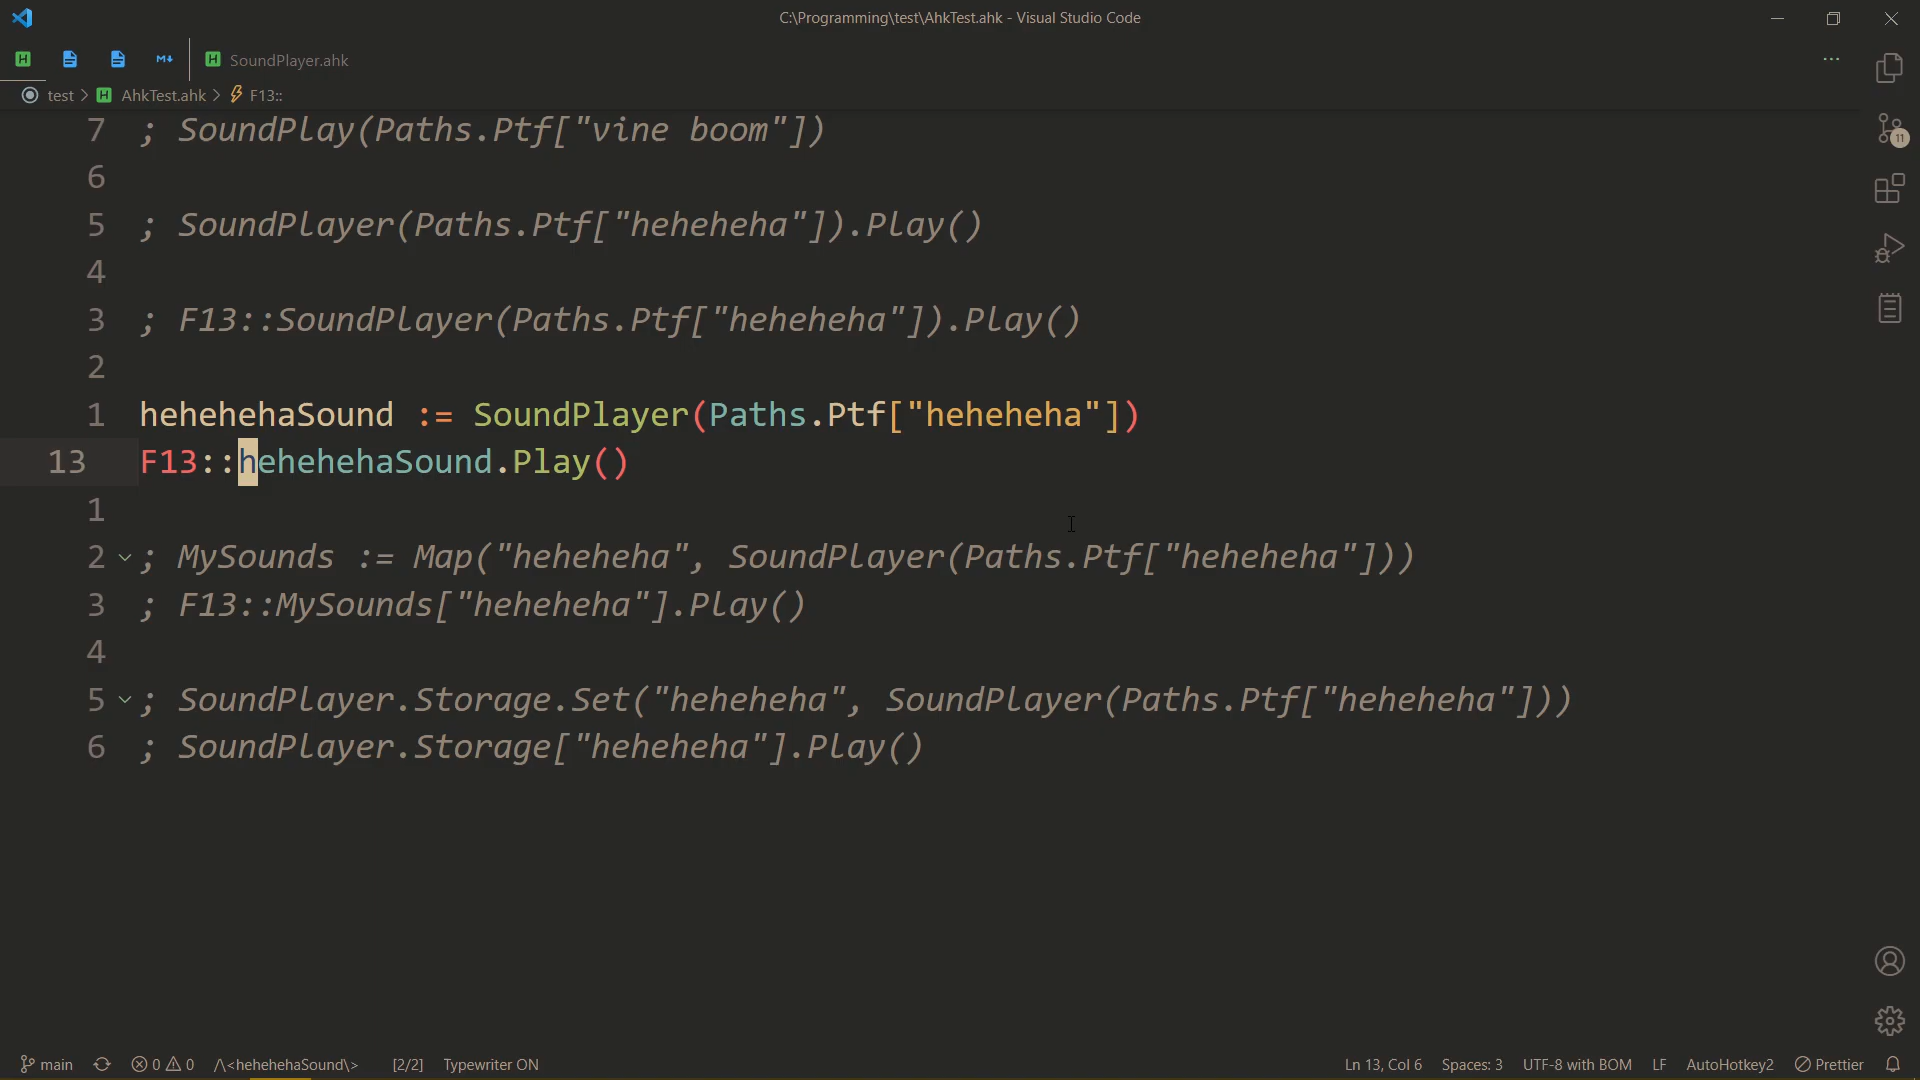 C:\Programming\test\AhkTest.ahk - Visual Studio Code
SoundPlayer.ahk
test > AhkTest.ahk > F13::
7 ; SoundPlay(Paths.Ptf["vine boom"])
6
5 ; SoundPlayer(Paths.Ptf["heheheha"]).Play()
4
3 ; F13::SoundPlayer(Paths.Ptf["heheheha"]).Play()
2
1 hehehehaSound := SoundPlayer(Paths.Ptf["heheheha"])
13 F13::hehehehaSound.Play()
1
2 ; MySounds := Map("heheheha", SoundPlayer(Paths.Ptf["heheheha"]))
3 ; F13::MySounds["heheheha"].Play()
4
5 ; SoundPlayer.Storage.Set("heheheha", SoundPlayer(Paths.Ptf["heheheha"]))
6 ; SoundPlayer.Storage["heheheha"].Play()
11
main 0 0 /\<hehehehaSound\> [2/2] Typewriter ON Ln 13, Col 6 Spaces: 3 UTF-8 with BOM LF AutoHotkey2 Prettier